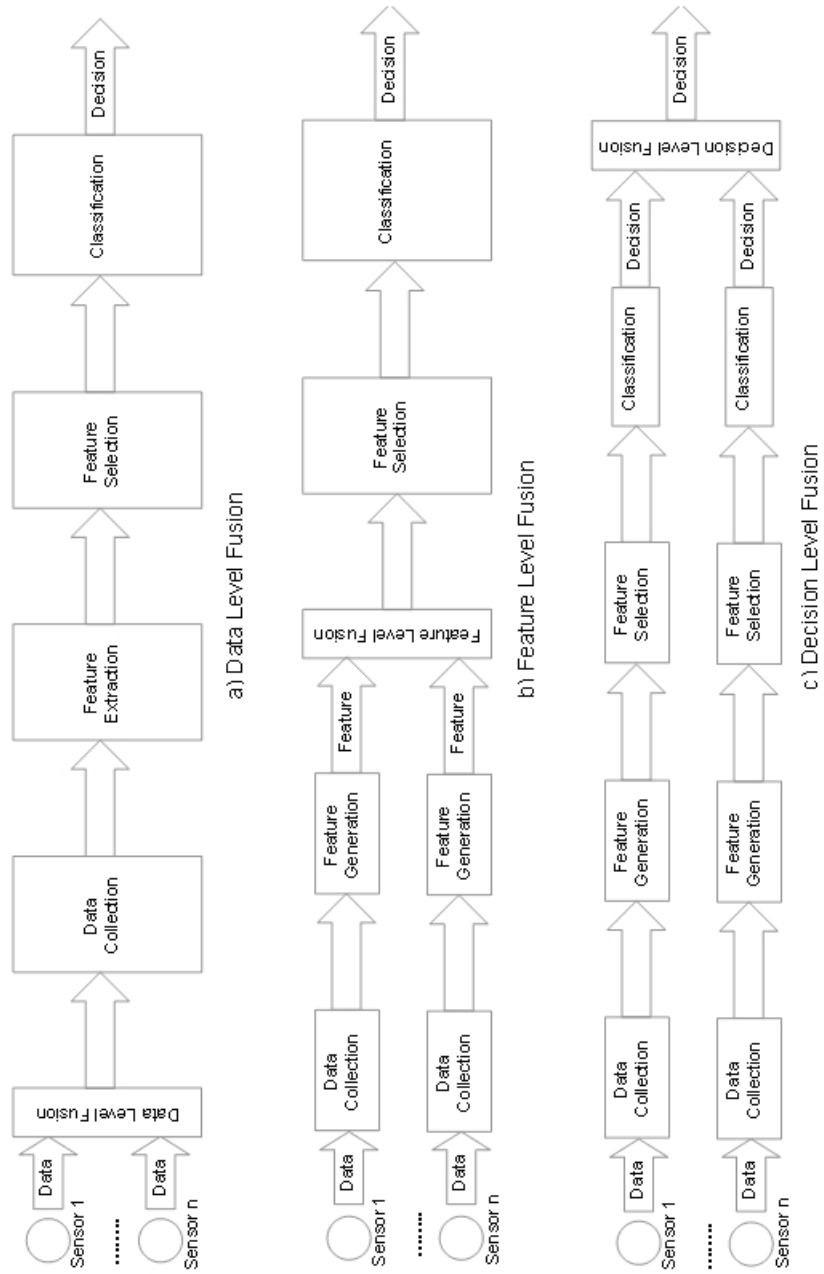 Sensor 1
Sensor n
Data
Data
Data Level Fusion
Data
Collection
Feature
Extraction
Feature
Selection
Classification
Decision
a) Data Level Fusion
Sensor 1
Sensor n
Data
Data
Data
Collection
Data
Collection
Feature
Generation
Feature
Generation
Feature
Feature
Feature Level Fusion
Feature
Selection
Classification
Decision
b) Feature Level Fusion
Sensor 1
Sensor n
Data
Data
Data
Collection
Data
Collection
Feature
Generation
Feature
Generation
Feature
Selection
Feature
Selection
Classification
Classification
Decision
Decision
Decision Level Fusion
Decision
c) Decision Level Fusion